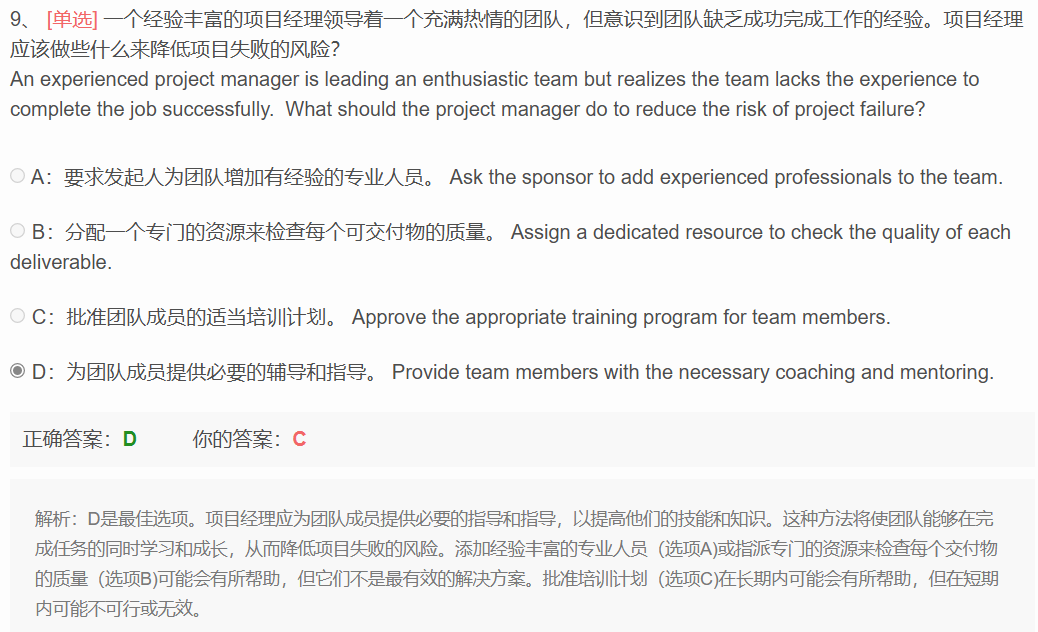 9、 [单选] 一个经验丰富的项目经理领导着一个充满热情的团队，但意识到团队缺乏成功完成工作的经验。项目经理
应该做些什么来降低项目失败的风险？
An experienced project manager is leading an enthusiastic team but realizes the team lacks the experience to
complete the job successfully.  What should the project manager do to reduce the risk of project failure?
A：要求发起人为团队增加有经验的专业人员。 Ask the sponsor to add experienced professionals to the team.
B：分配一个专门的资源来检查每个可交付物的质量。 Assign a dedicated resource to check the quality of each
deliverable.
C：批准团队成员的适当培训计划。 Approve the appropriate training program for team members.
D：为团队成员提供必要的辅导和指导。 Provide team members with the necessary coaching and mentoring.
正确答案：D 你的答案：C
解析：D是最佳选项。项目经理应为团队成员提供必要的指导和指导，以提高他们的技能和知识。这种方法将使团队能够在完
成任务的同时学习和成长，从而降低项目失败的风险。添加经验丰富的专业人员（选项A)或指派专门的资源来检查每个交付物
的质量（选项B)可能会有所帮助，但它们不是最有效的解决方案。批准培训计划（选项C)在长期内可能会有所帮助，但在短期
内可能不可行或无效。